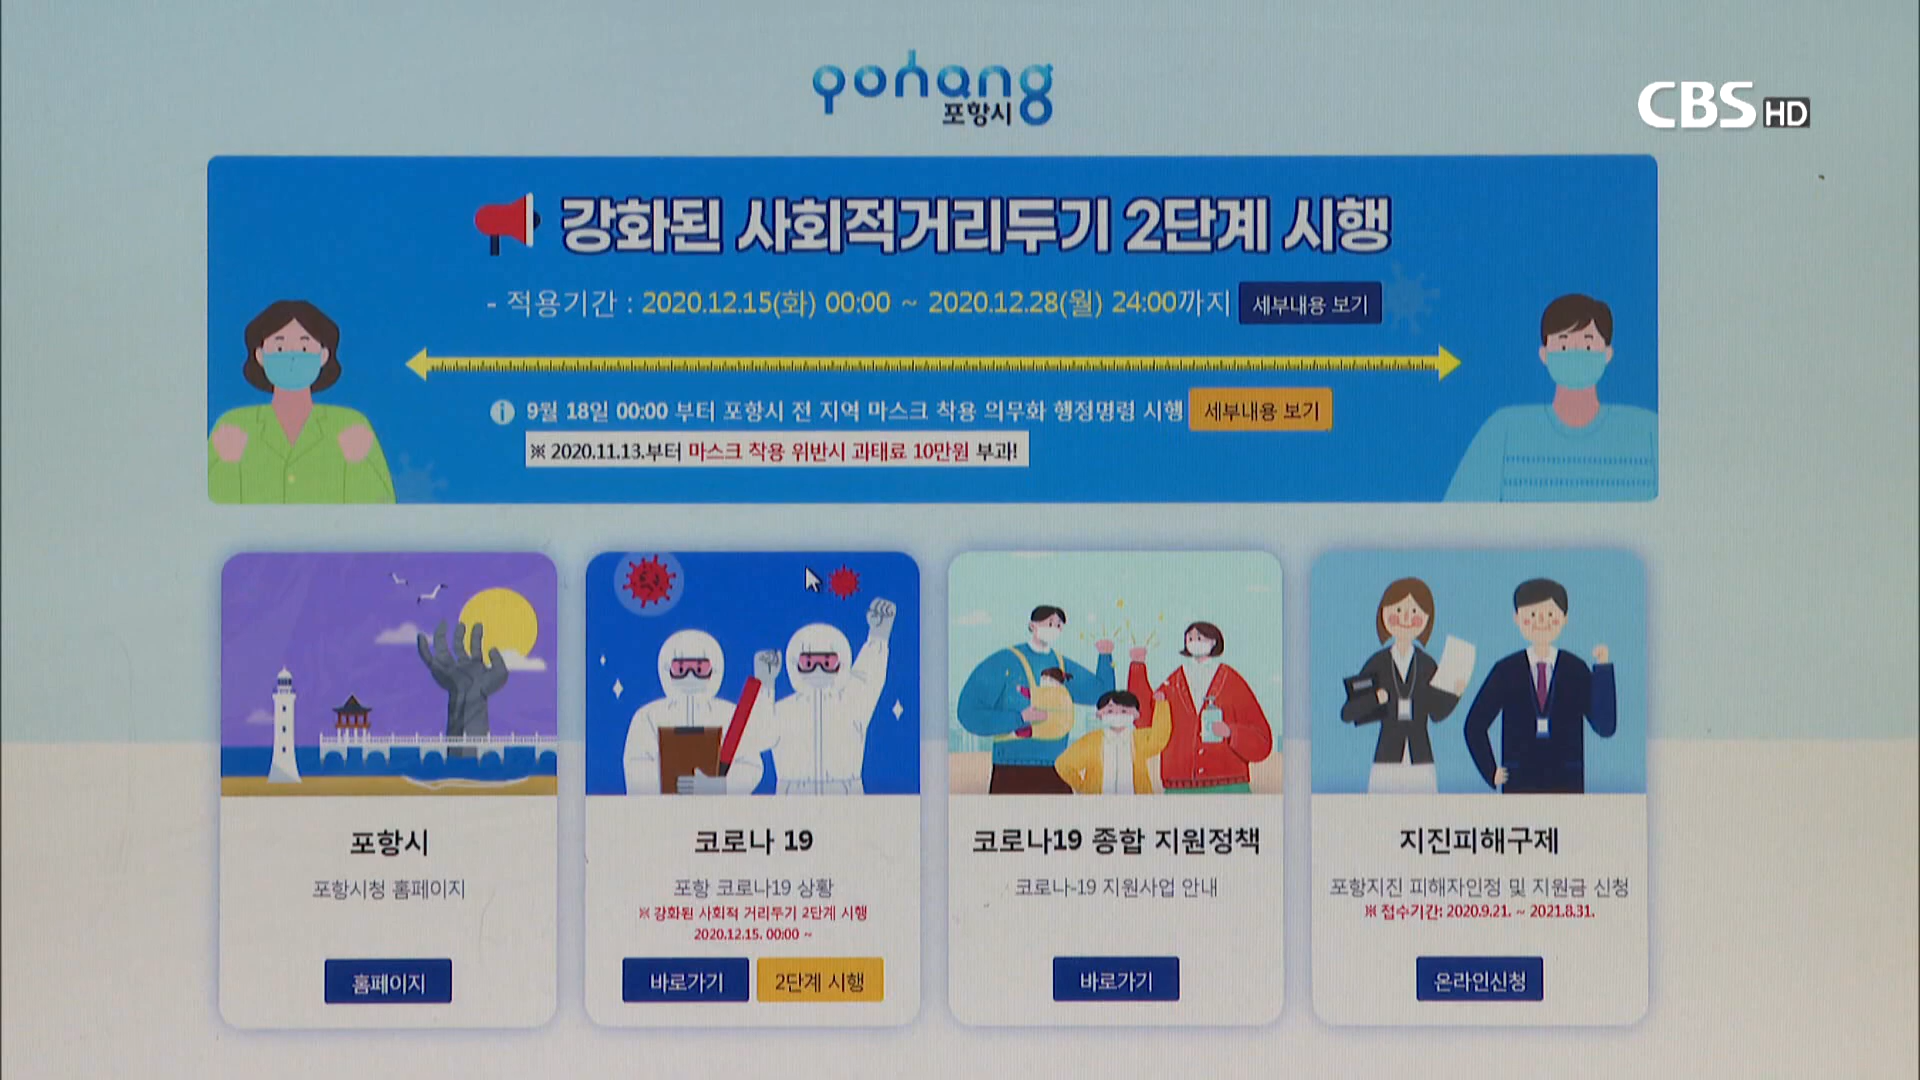 pohang
포항시
CBS HD
강화된 사회적거리두기 2단계 시행
- 적용기간 : 2020.12.15(화) 00:00 ~ 2020.12.28(월) 24:00까지 세부내용 보기
9월 18일 00:00 부터 포항시 전 지역 마스크 착용 의무화 행정명령 시행 세부내용 보기
※ 2020.11.13.부터 마스크 착용 위반시 과태료 10만원 부과!
포항시
포항시청 홈페이지
홈페이지
코로나 19
포항 코로나19 상황
※ 강화된 사회적 거리두기 2단계 시행
2020.12.15. 00:00 ~
바로가기 2단계 시행
코로나19 종합 지원정책
코로나-19 지원사업 안내
바로가기
지진피해구제
포항지진 피해자인정 및 지원금 신청
※ 접수기간: 2020.9.21. ~ 2021.8.31.
온라인신청